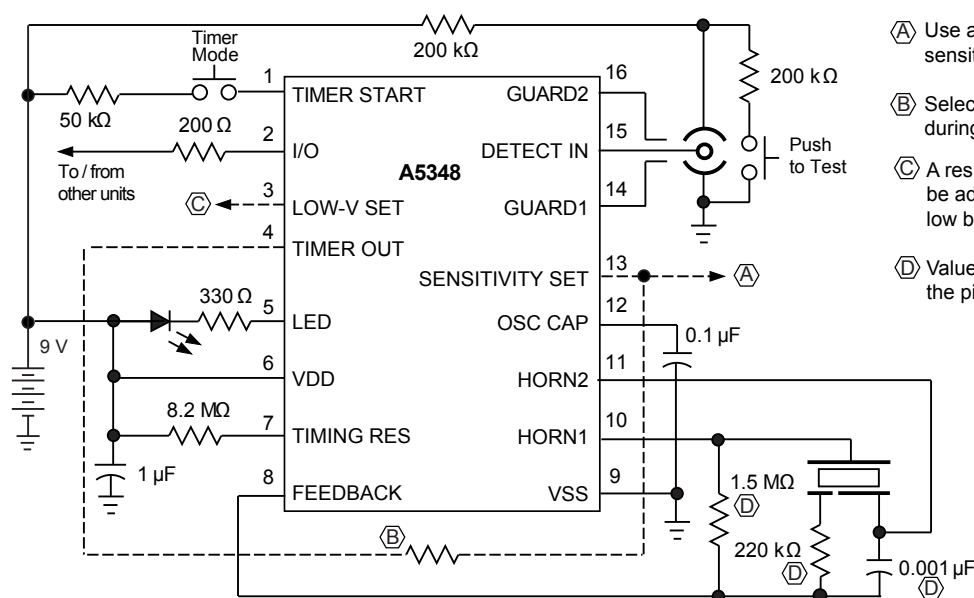 200 kΩ
Timer
Mode
50 kΩ
200 Ω
To / from
other units
1
TIMER START
2
I/O
3
LOW-V SET
4
TIMER OUT
5
LED
6
VDD
7
TIMING RES
8
FEEDBACK
A5348
16
GUARD2
15
DETECT IN
14
GUARD1
13
SENSITIVITY SET
12
OSC CAP
11
HORN2
10
HORN1
9
VSS
C
330 Ω
9 V
8.2 MΩ
1 µF
B
200 kΩ
Push
to Test
A
0.1 µF
1.5 MΩ
D
220 kΩ
D
0.001 µF
D
A Use a
sensit
B Selec
during
C A res
be ad
low b
D Value
the pi